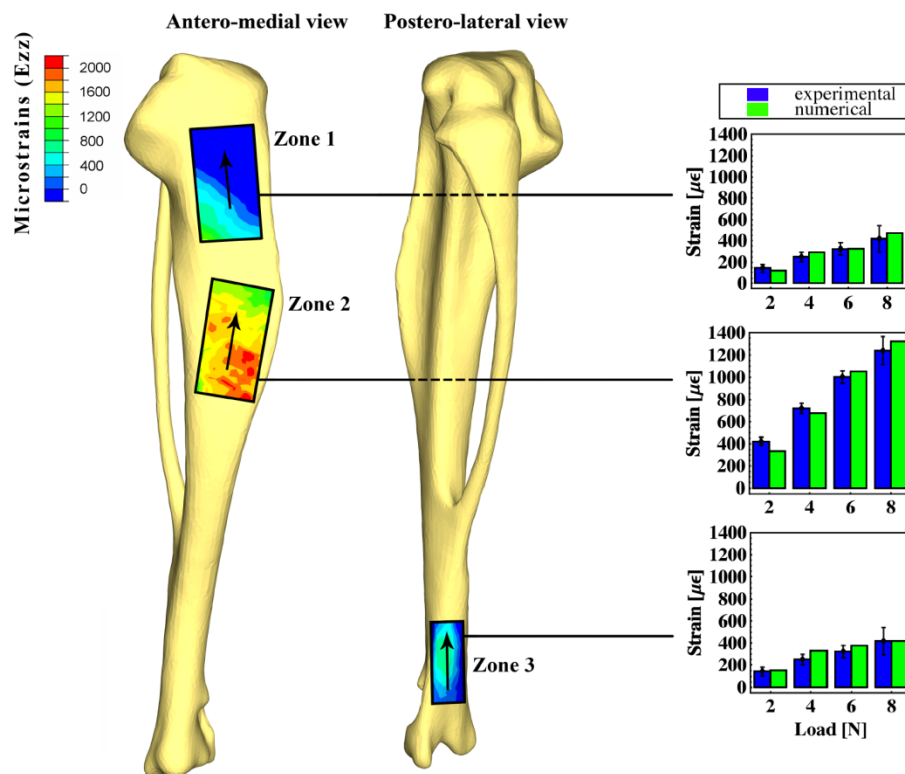 Antero-medial view
Postero-lateral view
Microstrains (Ezz)
2000
1600
1200
800
400
0
Zone 1
Zone 2
Zone 3
experimental
numerical
Strain [με]
1400
1200
1000
800
600
400
200
0
2 4 6 8
Strain [με]
1400
1200
1000
800
600
400
200
0
2 4 6 8
Strain [με]
1400
1200
1000
800
600
400
200
0
2 4 6 8
Load [N]